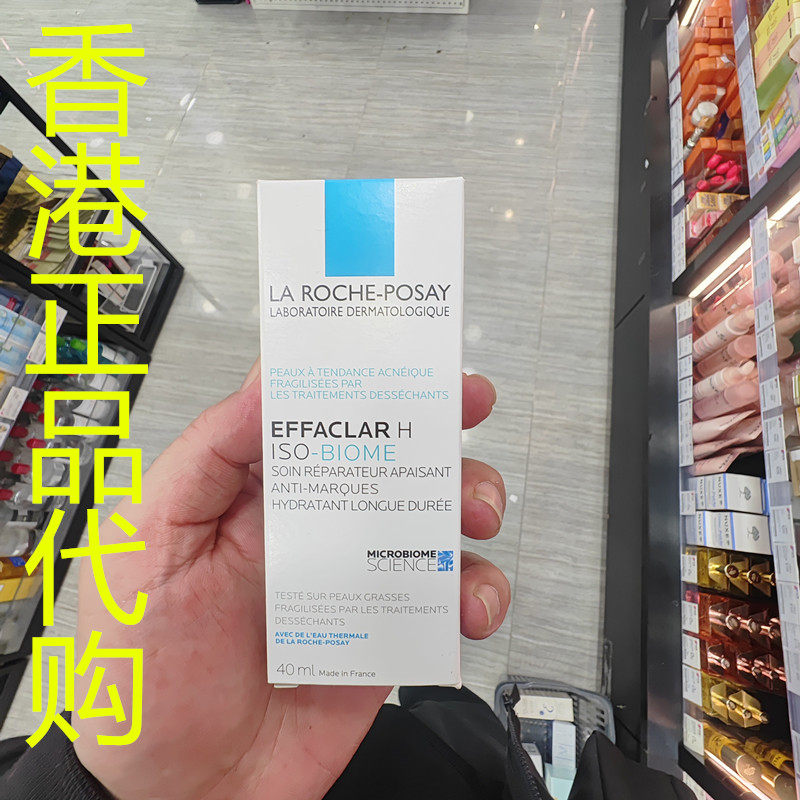 香港正品代购
LA ROCHE-POSAY
LABORATOIRE DERMATOLOGIQUE
PEAUX À TENDANCE ACNÉIQUE
FRAGILISÉES PAR
LES TRAITEMENTS DESSÉCHANTS
EFFACLAR H
ISO-BIOME
SOIN RÉPARATEUR APAISANT
ANTI-MARQUES
HYDRATANT LONGUE DURÉE
MICROBIOME
SCIENCE
TESTÉ SUR PEAUX GRASSES
FRAGILISÉES PAR LES TRAITEMENTS
DESSÉCHANTS
AVEC DE L'EAU THERMALE
DE LA ROCHE-POSAY
40 ml Made in France